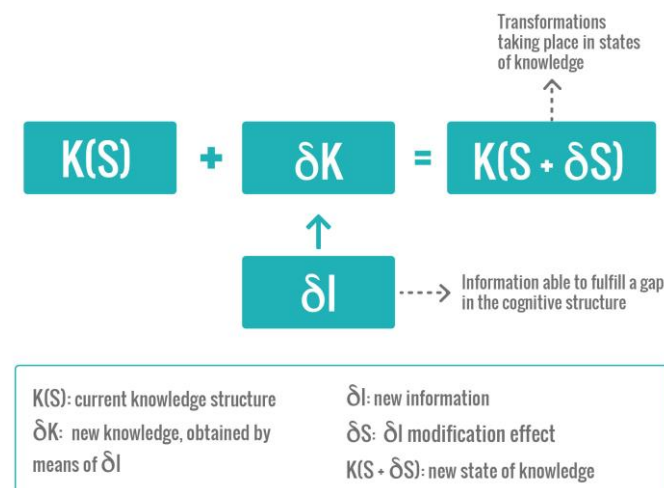 Transformations
taking place in states
of knowledge
K(S) + δK = K(S + δS)
δI
Information able to fulfill a gap
in the cognitive structure
K(S): current knowledge structure
δK: new knowledge, obtained by
means of δI
δI: new information
δS: δI modification effect
K(S + δS): new state of knowledge